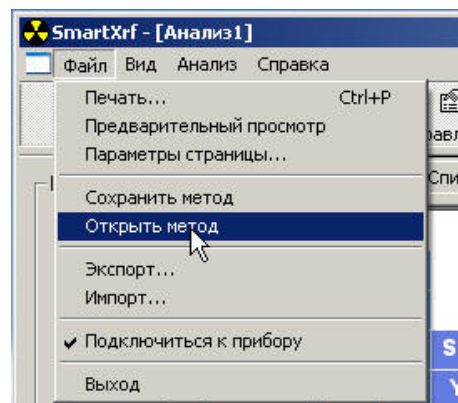 SmartXrf - [Анализ1]
Файл Вид Анализ Справка
Печать... Ctrl+P
Предварительный просмотр
Параметры страницы...
Сохранить метод
Открыть метод
Экспорт...
Импорт...
Подключиться к прибору
Выход
S
Y